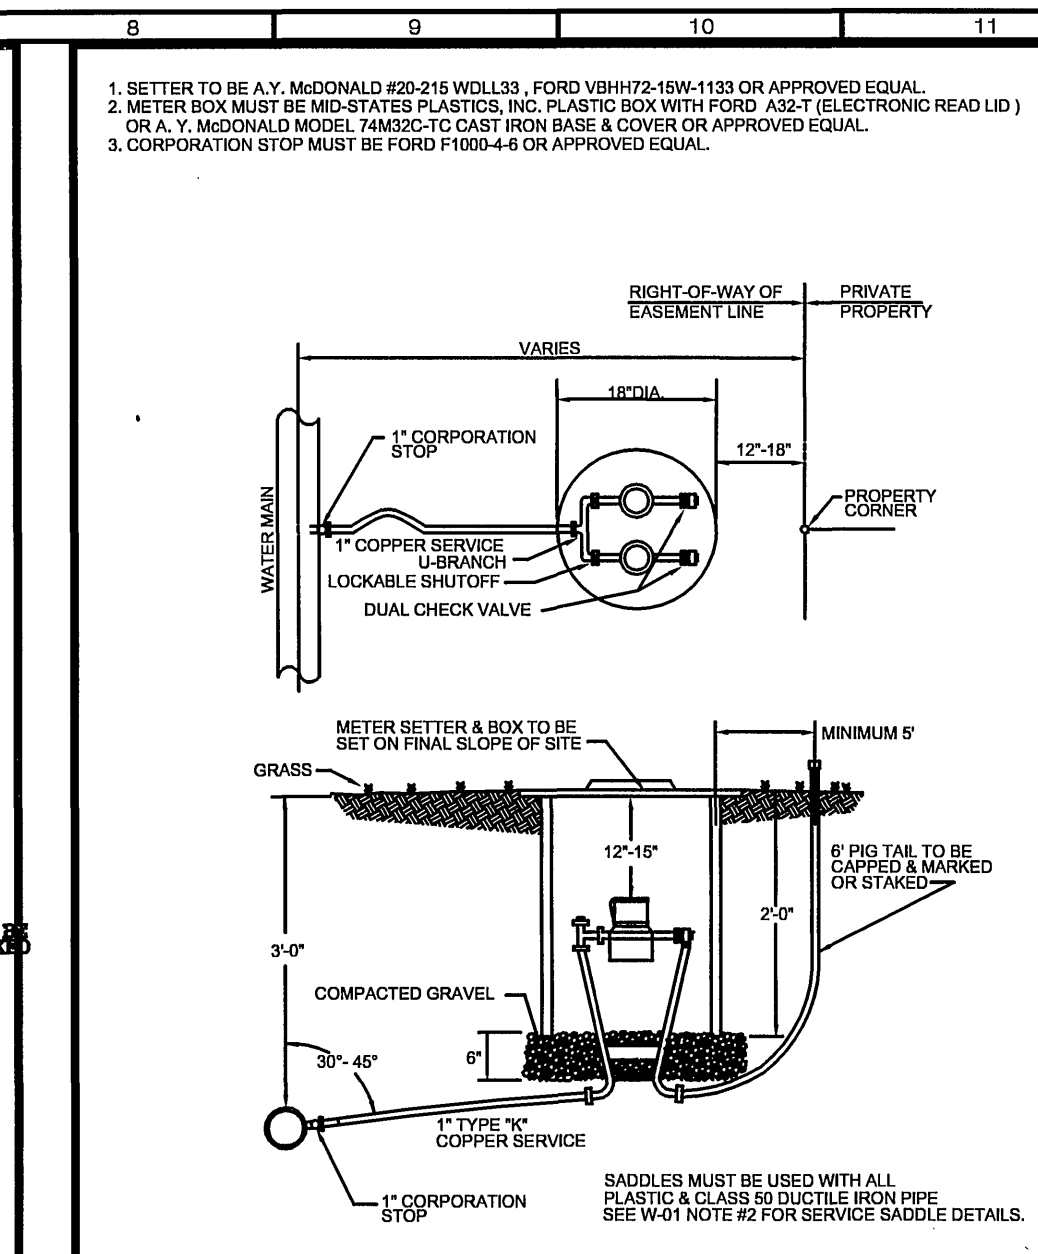 8 9 10 11
1. SETTER TO BE A.Y. McDONALD #20-215 WDLL33 , FORD VBHH72-15W-1133 OR APPROVED EQUAL.
2. METER BOX MUST BE MID-STATES PLASTICS, INC. PLASTIC BOX WITH FORD A32-T (ELECTRONIC READ LID )
OR A. Y. McDONALD MODEL 74M32C-TC CAST IRON BASE & COVER OR APPROVED EQUAL.
3. CORPORATION STOP MUST BE FORD F1000-4-6 OR APPROVED EQUAL.
RIGHT-OF-WAY OF
EASEMENT LINE
PRIVATE
PROPERTY
VARIES
18"DIA.
1" CORPORATION
STOP
12"-18"
PROPERTY
CORNER
WATER MAIN
1" COPPER SERVICE
U-BRANCH
LOCKABLE SHUTOFF
DUAL CHECK VALVE
METER SETTER & BOX TO BE
SET ON FINAL SLOPE OF SITE
MINIMUM 5'
GRASS
12"-15"
6' PIG TAIL TO BE
CAPPED & MARKED
OR STAKED
2'-0"
3'-0"
COMPACTED GRAVEL
6"
30°- 45°
1" TYPE "K"
COPPER SERVICE
1" CORPORATION
STOP
SADDLES MUST BE USED WITH ALL
PLASTIC & CLASS 50 DUCTILE IRON PIPE
SEE W-01 NOTE #2 FOR SERVICE SADDLE DETAILS.